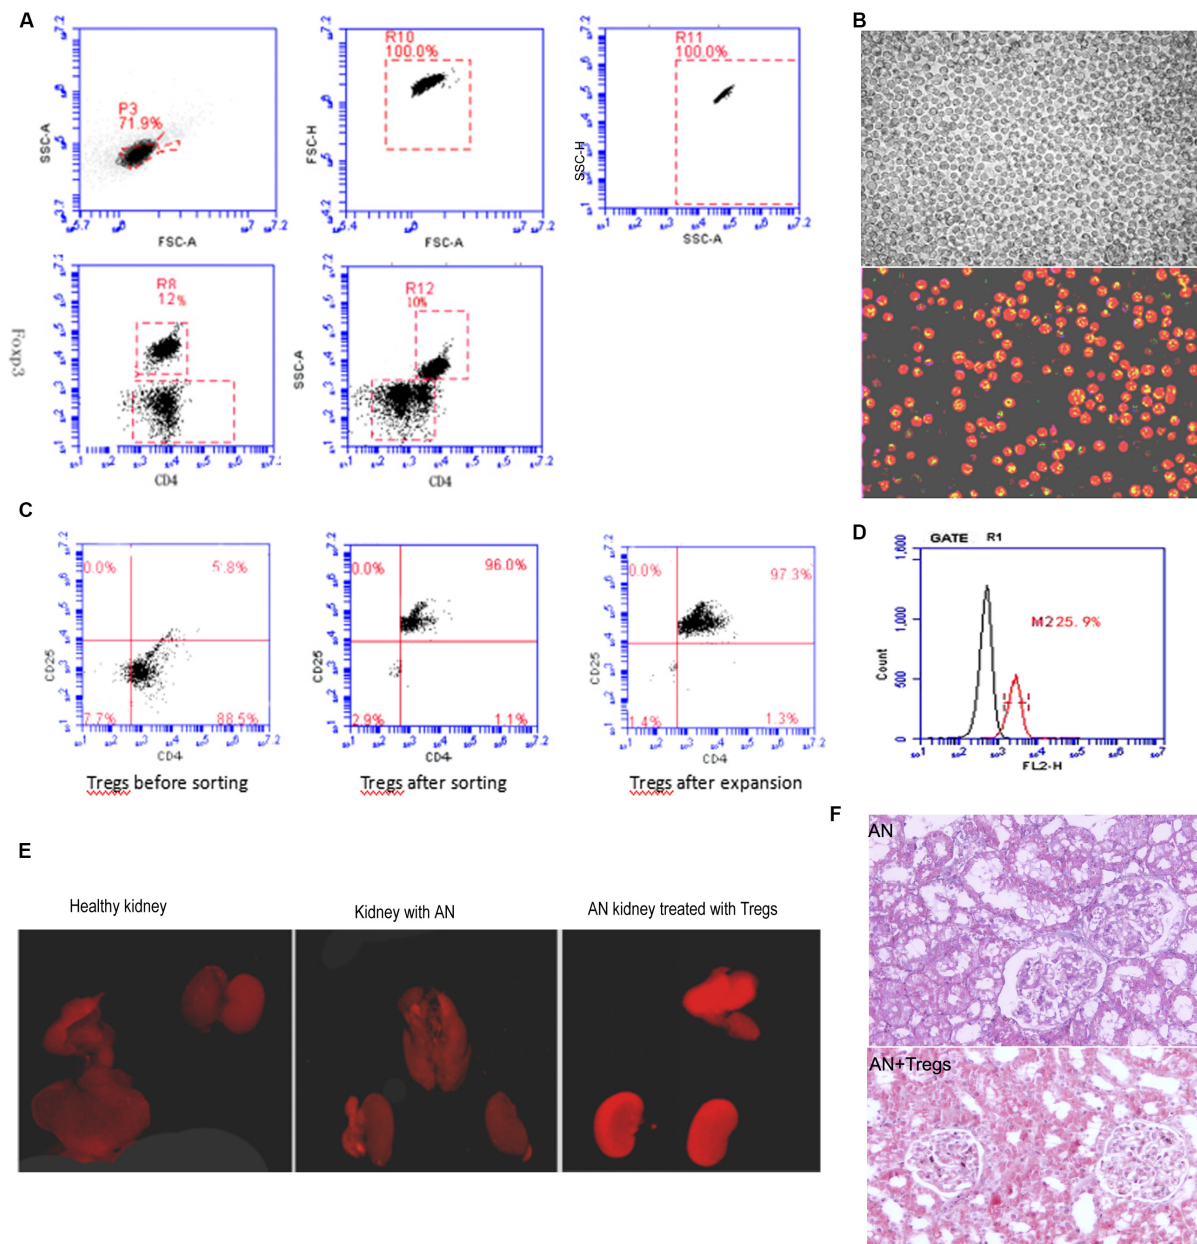 A
B
R10
100.0%
R11
100.0%
P3
71.9%
SSC-A
FSC-A
FSC-H
FSC-A
SSC-H
SSC-A
R8
12%
R12
10%
Foxp3
CD4
SSC-A
CD4
C
D
0.0%
5.8%
7.7%
88.5%
CD25
CD4
Tregs before sorting
0.0%
96.0%
2.9%
1.1%
CD25
CD4
Tregs after sorting
0.0%
97.3%
1.4%
1.3%
CD25
CD4
Tregs after expansion
GATE R1
M2 25.9%
Count
1,000
500
0
FL2-H
E
Healthy kidney
Kidney with AN
AN kidney treated with Tregs
F
AN
AN+Tregs